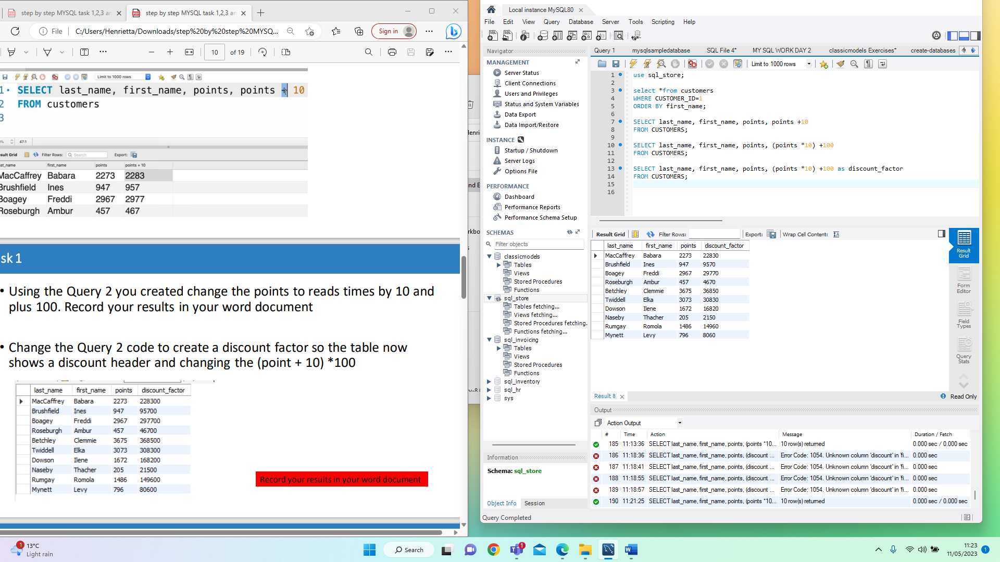 step by step MYSQL task 1,2,3 an
step by step MYSQL task 1,2,3 an
File
C:/Users/Henrietta/Downloads/step%20by%20step%20MYSQ...
Sign in
10 of 19
Limit to 1000 rows
1 SELECT last_name, first_name, points, points + 10
2 FROM customers
3
47:1
sult Grid Filter Rows: Search Export:
st_name first_name points points + 10
MacCaffrey Babara 2273 2283
Brushfield Ines 947 957
Boagey Freddi 2967 2977
Roseburgh Ambur 457 467
sk 1
• Using the Query 2 you created change the points to reads times by 10 and
plus 100. Record your results in your word document
• Change the Query 2 code to create a discount factor so the table now
shows a discount header and changing the (point + 10) *100
last_name first_name points discount_factor
MacCaffrey Babara 2273 228300
Brushfield Ines 947 95700
Boagey Freddi 2967 297700
Roseburgh Ambur 457 46700
Betchley Clemmie 3675 368500
Twiddell Elka 3073 308300
Dowson Ilene 1672 168200
Naseby Thacher 205 21500
Rumgay Romola 1486 149600
Mynett Levy 796 80600
Record your results in your word document
Local instance MySQL80
File Edit View Query Database Server Tools Scripting Help
Navigator
MANAGEMENT
Server Status
Client Connections
Users and Privileges
Status and System Variables
Data Export
Data Import/Restore
INSTANCE
Startup / Shutdown
Server Logs
Options File
PERFORMANCE
Dashboard
Performance Reports
Performance Schema Setup
SCHEMAS
Filter objects
classicmodels
Tables
Views
Stored Procedures
Functions
sql_store
Tables fetching...
Views fetching...
Stored Procedures fetching.
Functions fetching...
sql_invoicing
Tables
Views
Stored Procedures
Functions
sql_inventory
sql_hr
sys
Information
Schema: sql_store
Object Info Session
Query Completed
Query 1 mysqlsampledatabase SQL File 4* MY SQL WORK DAY 2 classicmodels Exercises* create-databases
Limit to 1000 rows
1 use sql_store;
2
3 select *from customers
4 WHERE CUSTOMER_ID=1
5 ORDER BY first_name;
6
7 SELECT last_name, first_name, points, points +10
8 FROM CUSTOMERS;
9
10 SELECT last_name, first_name, points, (points *10) +100
11 FROM CUSTOMERS;
12
13 SELECT last_name, first_name, points, (points *10) +100 as discount_factor
14 FROM CUSTOMERS;
15
16
Result Grid Filter Rows: Export: Wrap Cell Content:
last_name first_name points discount_factor
MacCaffrey Babara 2273 22830
Brushfield Ines 947 9570
Boagey Freddi 2967 29770
Roseburgh Ambur 457 4670
Betchley Clemmie 3675 36850
Twiddell Elka 3073 30830
Dowson Ilene 1672 16820
Naseby Thacher 205 2150
Rumgay Romola 1486 14960
Mynett Levy 796 8060
Result Grid
Form Editor
Field Types
Query Stats
Result 8
Read Only
Output
Action Output
# Time Action Message Duration / Fetch
185 11:13:36 SELECT last_name, first_name, points, (points *10... 10 row(s) returned 0.000 sec / 0.000 sec
186 11:18:36 SELECT last_name, first_name, points, (discount ... Error Code: 1054. Unknown column 'discount' in 'fi... 0.000 sec
187 11:18:41 SELECT last_name, first_name, points, (discount ... Error Code: 1054. Unknown column 'discount' in 'fi... 0.000 sec
188 11:18:55 SELECT last_name, first_name, points, (discount ... Error Code: 1054. Unknown column 'discount' in 'fi... 0.000 sec
189 11:18:57 SELECT last_name, first_name, points, (discount ... Error Code: 1054. Unknown column 'discount' in 'fi... 0.000 sec
190 11:21:25 SELECT last_name, first_name, points, (points *10... 10 row(s) returned 0.000 sec / 0.000 sec
1 13°C
Light rain
Search
1
11:23
11/05/2023
1